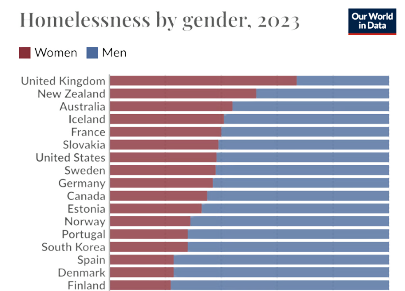 Homelessness by gender, 2023
Our World
in Data
Women Men
United Kingdom
New Zealand
Australia
Iceland
France
Slovakia
United States
Sweden
Germany
Canada
Estonia
Norway
Portugal
South Korea
Spain
Denmark
Finland